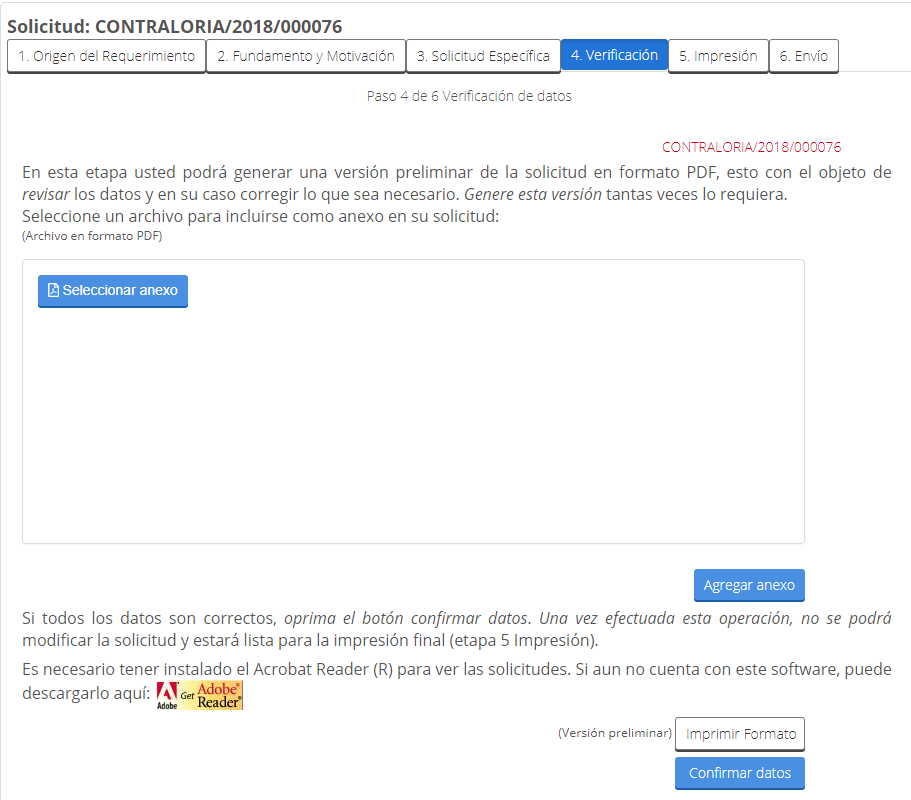 Solicitud: CONTRALORIA/2018/000076
1. Origen del Requerimiento 2. Fundamento y Motivación 3. Solicitud Específica 4. Verificación 5. Impresión 6. Envío
Paso 4 de 6 Verificación de datos
CONTRALORIA/2018/000076
En esta etapa usted podrá generar una versión preliminar de la solicitud en formato PDF, esto con el objeto de
revisar los datos y en su caso corregir lo que sea necesario. Genere esta versión tantas veces lo requiera.
Seleccione un archivo para incluirse como anexo en su solicitud:
(Archivo en formato PDF)
Seleccionar anexo
Agregar anexo
Si todos los datos son correctos, oprima el botón confirmar datos. Una vez efectuada esta operación, no se podrá
modificar la solicitud y estará lista para la impresión final (etapa 5 Impresión).
Es necesario tener instalado el Acrobat Reader (R) para ver las solicitudes. Si aun no cuenta con este software, puede
descargarlo aquí: Adobe Get Adobe® Reader®
(Versión preliminar) Imprimir Formato
Confirmar datos